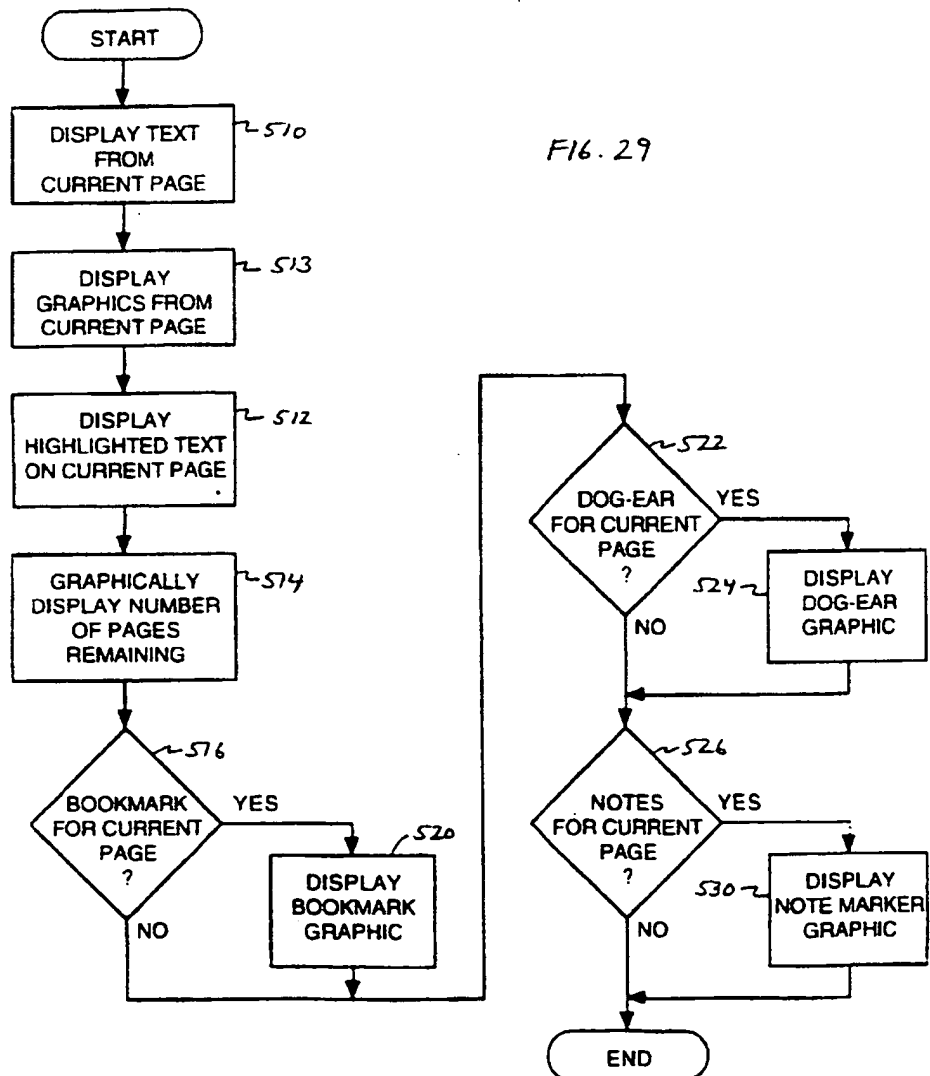 START
DISPLAY TEXT
FROM
CURRENT PAGE
510
FIG. 29
DISPLAY
GRAPHICS FROM
CURRENT PAGE
513
DISPLAY
HIGHLIGHTED TEXT
ON CURRENT PAGE
512
GRAPHICALLY
DISPLAY NUMBER
OF PAGES
REMAINING
514
BOOKMARK
FOR CURRENT
PAGE
?
516
YES
NO
DISPLAY
BOOKMARK
GRAPHIC
520
DOG-EAR
FOR CURRENT
PAGE
?
522
YES
NO
DISPLAY
DOG-EAR
GRAPHIC
524
NOTES
FOR CURRENT
PAGE
?
526
YES
NO
DISPLAY
NOTE MARKER
GRAPHIC
530
END